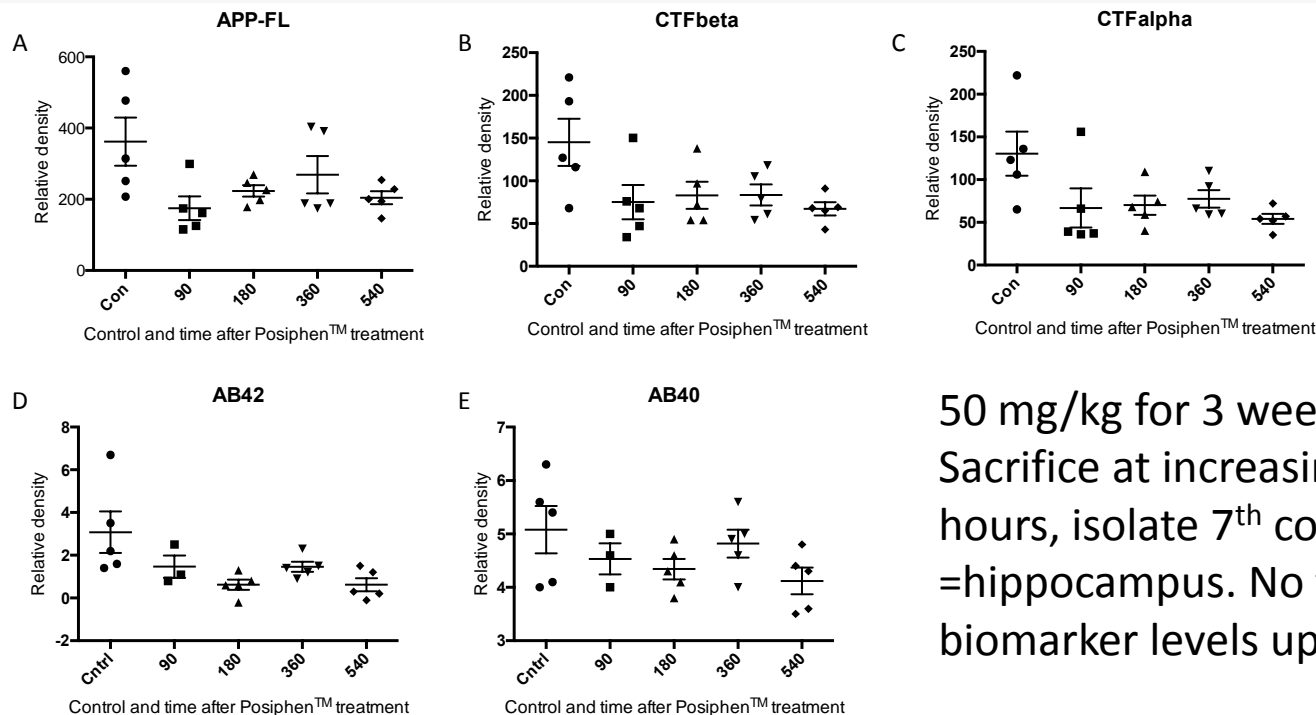 A
APP-FL
600
400
200
0
Relative density
Con
90
180
360
540
Control and time after Posiphen™ treatment
B
CTFbeta
250
200
150
100
50
0
Relative density
Con
90
180
360
540
Control and time after Posiphen™ treatment
C
CTFalpha
250
200
150
100
50
0
Relative density
Con
90
180
360
540
Control and time after Posiphen™ treatment
D
AB42
8
6
4
2
0
-2
Relative density
Cntrl
90
180
360
540
Control and time after Posiphen™ treatment
E
AB40
7
6
5
4
3
Relative density
Cntrl
90
180
360
540
Control and time after Posiphen™ treatment
50 mg/kg for 3 wee
Sacrifice at increasin
hours, isolate 7th co
=hippocampus. No
biomarker levels up